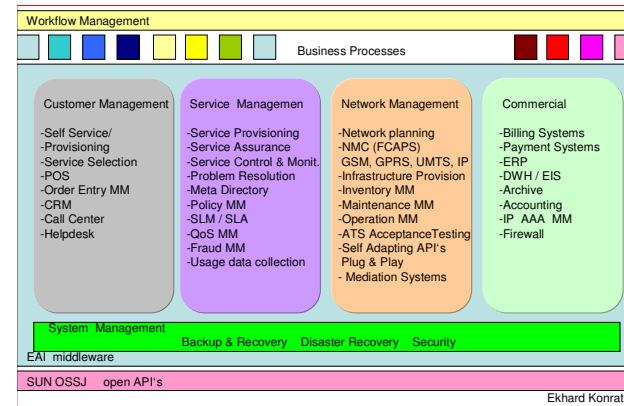 Workflow Management
Business Processes
Customer Management
-Self Service/
-Provisioning
-Service Selection
-POS
-Order Entry MM
-CRM
-Call Center
-Helpdesk
Service Managemen
-Service Provisioning
-Service Assurance
-Service Control & Monit.
-Problem Resolution
-Meta Directory
-Policy MM
-SLM / SLA
-QoS MM
-Fraud MM
-Usage data collection
Network Management
-Network planning
-NMC (FCAPS)
GSM, GPRS, UMTS, IP
-Infrastructure Provision
-Inventory MM
-Maintenance MM
-Operation MM
-ATS AcceptanceTesting
-Self Adapting API's
Plug & Play
- Mediation Systems
Commercial
-Billing Systems
-Payment Systems
-ERP
-DWH / EIS
-Archive
-Accounting
-IP AAA MM
-Firewall
System Management
Backup & Recovery Disaster Recovery Security
EAI middleware
SUN OSSJ open API's
Ekhard Konrat